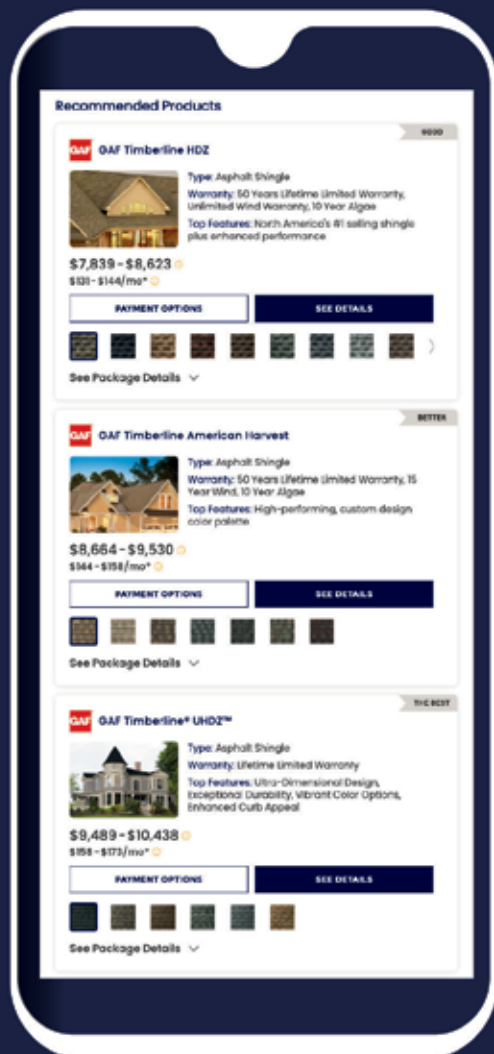 Recommended Products
GOOD
GAF GAF Timberline HDZ
Type: Asphalt Shingle
Warranty: 50 Years Lifetime Limited Warranty,
Unlimited Wind Warranty, 10 Year Algae
Top Features: North America's #1 selling shingle
plus enhanced performance
$7,839 - $8,623
$131 - $144/mo*
PAYMENT OPTIONS
SEE DETAILS
See Package Details
BETTER
GAF GAF Timberline American Harvest
Type: Asphalt Shingle
Warranty: 50 Years Lifetime Limited Warranty, 15
Year Wind, 10 Year Algae
Top Features: High-performing, custom design
color palette
$8,664 - $9,530
$144 - $158/mo*
PAYMENT OPTIONS
SEE DETAILS
See Package Details
THE BEST
GAF GAF Timberline® UHDZ™
Type: Asphalt Shingle
Warranty: Lifetime Limited Warranty
Top Features: Ultra-Dimensional Design,
Exceptional Durability, Vibrant Color Options,
Enhanced Curb Appeal
$9,489 - $10,438
$158 - $173/mo*
PAYMENT OPTIONS
SEE DETAILS
See Package Details